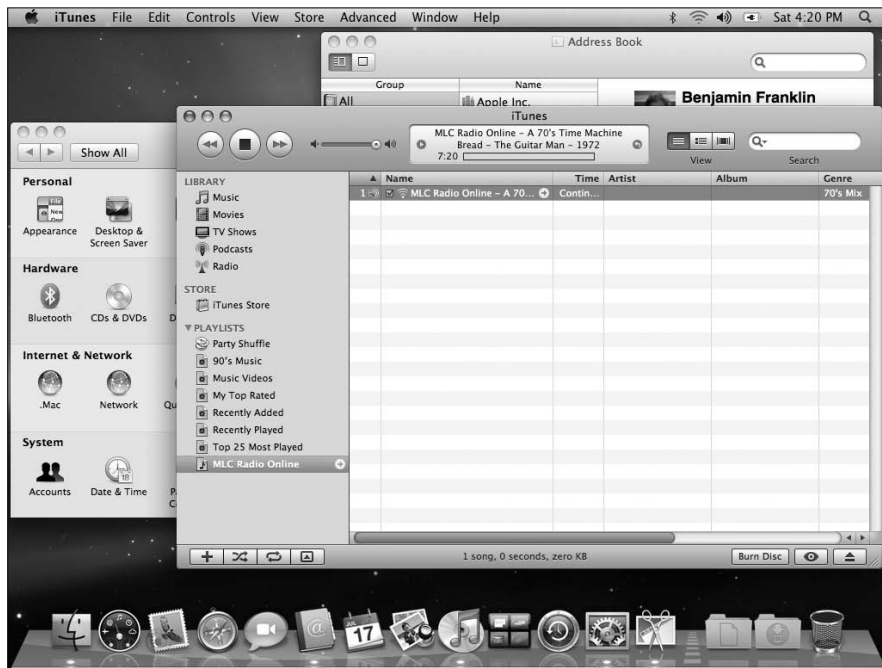 iTunes File Edit Controls View Store Advanced Window Help Sat 4:20 PM
Address Book
Group Name
All Apple Inc. Benjamin Franklin
iTunes
MLC Radio Online – A 70's Time Machine
Bread – The Guitar Man – 1972
7:20
View Search
Show All
Personal
Appearance Desktop & Screen Saver
Hardware
Bluetooth CDs & DVDs D
Internet & Network
.Mac Network Qu
System
Accounts Date & Time
LIBRARY
Music
Movies
TV Shows
Podcasts
Radio
STORE
iTunes Store
PLAYLISTS
Party Shuffle
90's Music
Music Videos
My Top Rated
Recently Added
Recently Played
Top 25 Most Played
MLC Radio Online
Name Time Artist Album Genre
1 MLC Radio Online – A 70... Contin... 70's Mix
1 song, 0 seconds, zero KB
Burn Disc
JUL
17